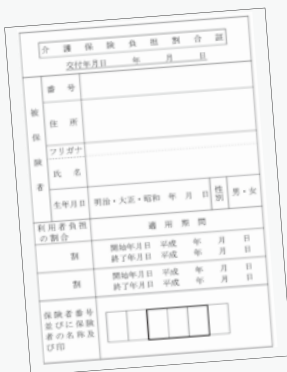 介護保険負担割合証
交付年月日 年 月 日
被保険者
番号
住所
フリガナ
氏名
生年月日 明治・大正・昭和 年 月 日 性別 男・女
利用者負担の割合 適用期間
割 開始年月日 平成 年 月 日
終了年月日 平成 年 月 日
割 開始年月日 平成 年 月 日
終了年月日 平成 年 月 日
保険者番号
並びに保険
者の名称及
び印